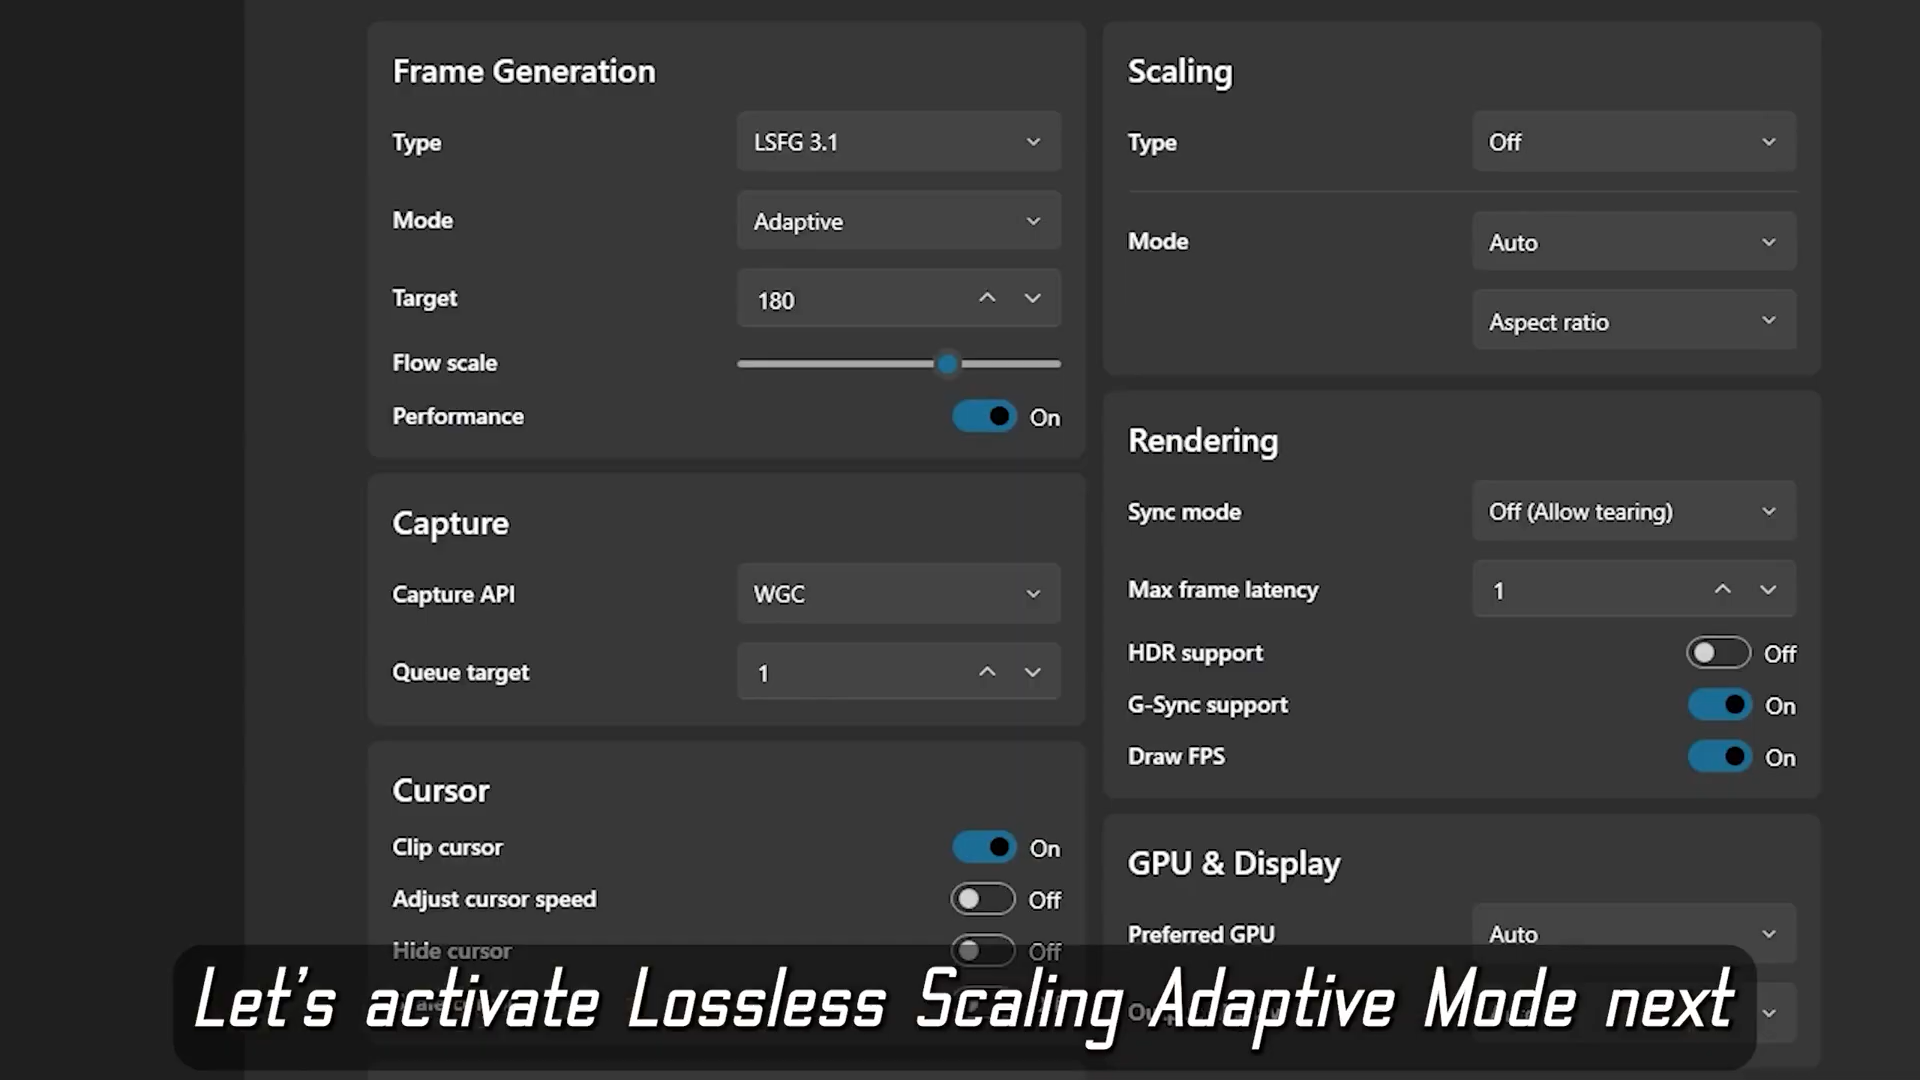 Frame Generation
Type
LSFG 3.1
Mode
Adaptive
Target
180
Flow scale
Performance
On
Capture
Capture API
WGC
Queue target
1
Cursor
Clip cursor
On
Adjust cursor speed
Off
Hide cursor
Off
Scaling
Type
Off
Mode
Auto
Aspect ratio
Rendering
Sync mode
Off (Allow tearing)
Max frame latency
1
HDR support
Off
G-Sync support
On
Draw FPS
On
GPU & Display
Preferred GPU
Auto
Let's activate Lossless Scaling Adaptive Mode next